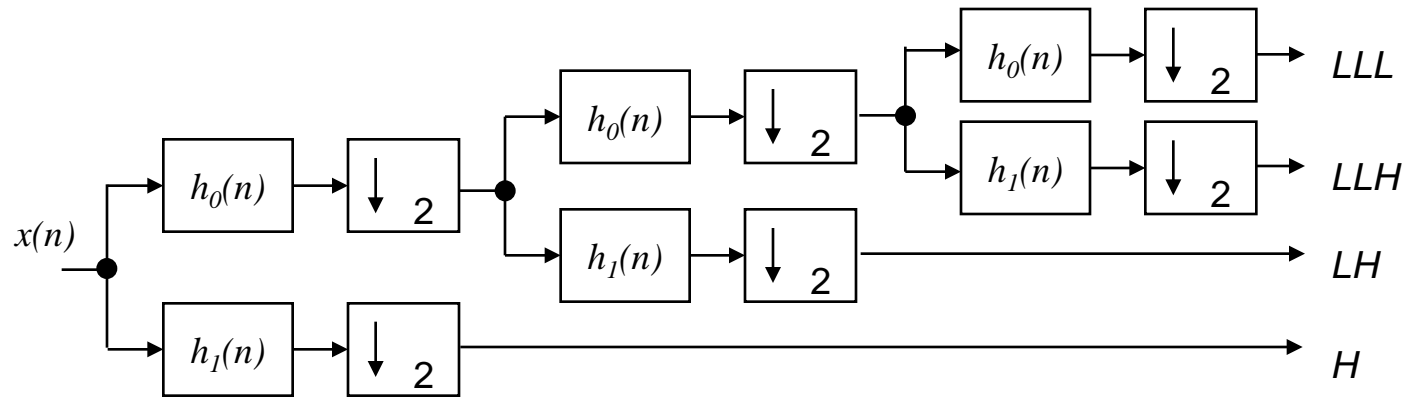 h₀(n) ↓ 2 LLL
h₀(n) ↓ 2
h₁(n) ↓ 2 LLH
h₀(n) ↓ 2
x(n)
h₁(n) ↓ 2 LH
h₁(n) ↓ 2 H